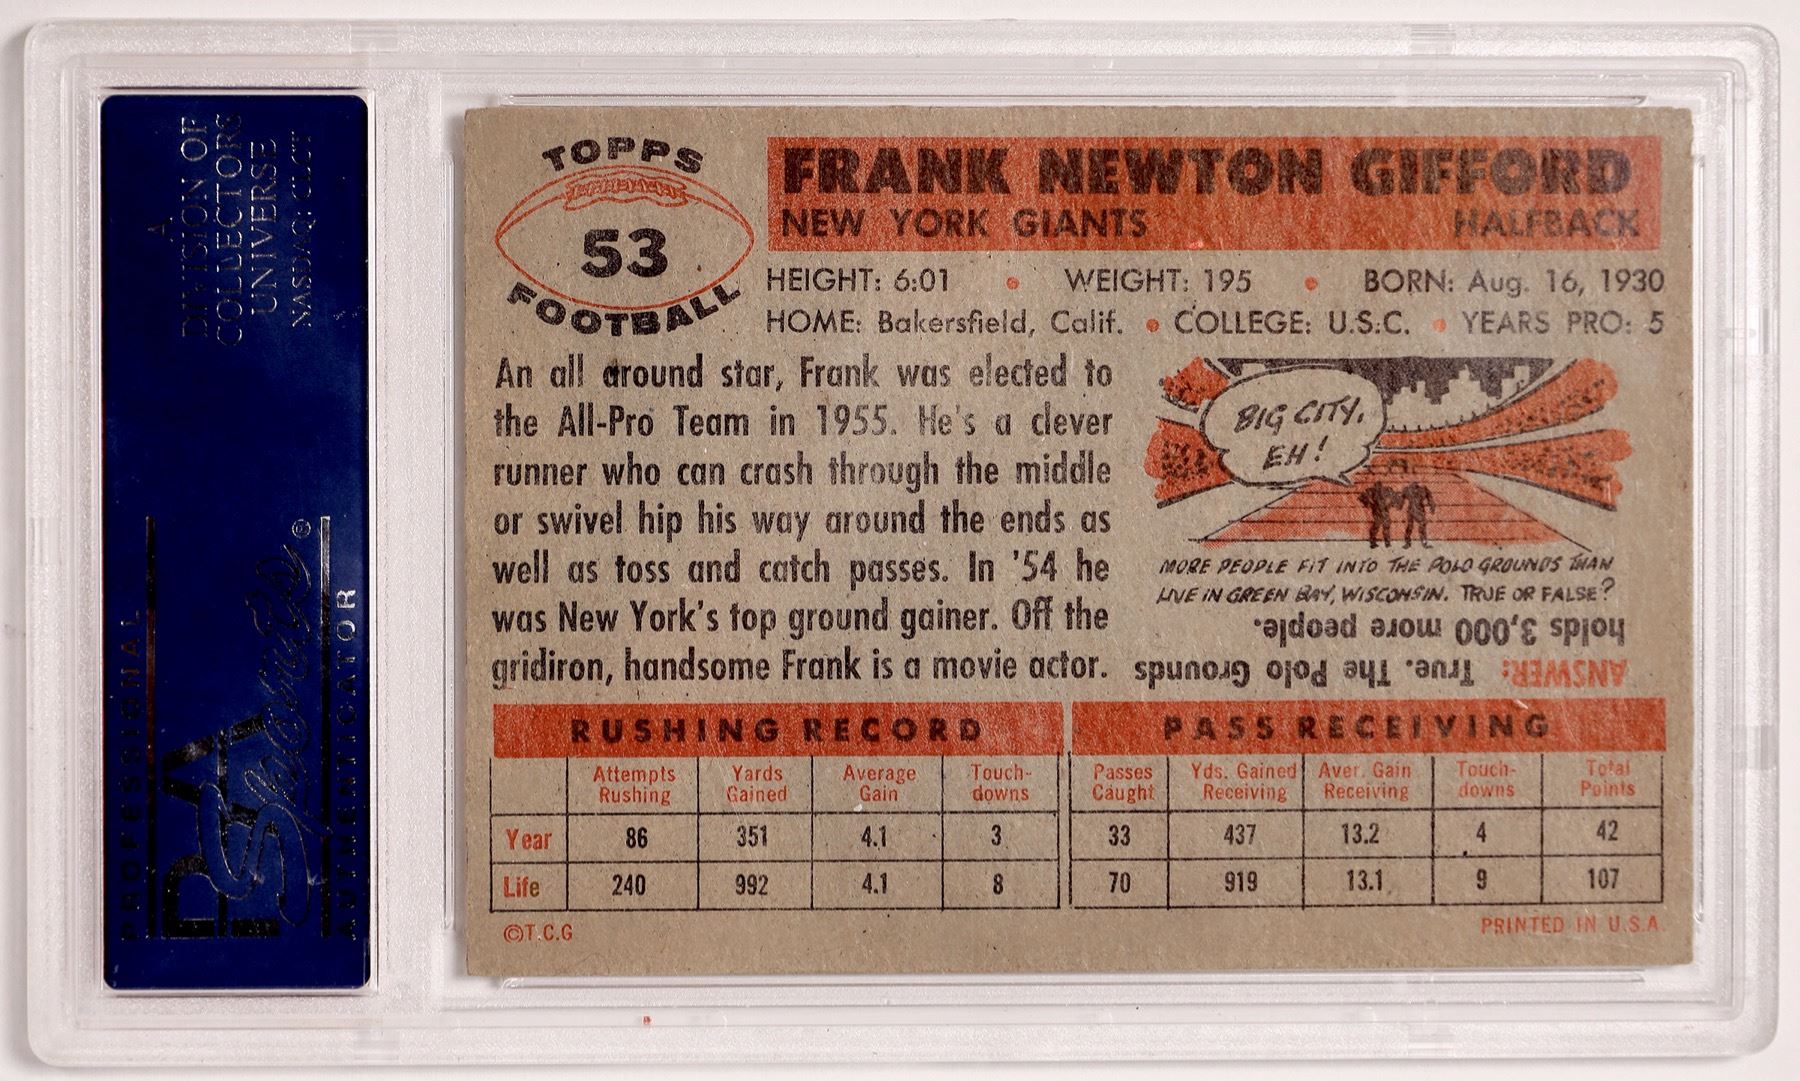 A
DIVISION OF
COLLECTORS
UNIVERSE
NASDAQ: CLCT
PROFESSIONAL
PSA
Sports®
AUTHENTICATOR
TOPPS
53
FOOTBALL
FRANK NEWTON GIFFORD
NEW YORK GIANTS HALFBACK
HEIGHT: 6:01 • WEIGHT: 195 • BORN: Aug. 16, 1930
HOME: Bakersfield, Calif. • COLLEGE: U.S.C. • YEARS PRO: 5
An all around star, Frank was elected to
the All-Pro Team in 1955. He's a clever
runner who can crash through the middle
or swivel hip his way around the ends as
well as toss and catch passes. In '54 he
was New York's top ground gainer. Off the
gridiron, handsome Frank is a movie actor.
BIG CITY,
EH!
MORE PEOPLE FIT INTO THE POLO GROUNDS THAN
LIVE IN GREEN BAY, WISCONSIN. TRUE OR FALSE?
ANSWER: True. The Polo Grounds
holds 3,000 more people.
RUSHING RECORD PASS RECEIVING
Attempts Rushing Yards Gained Average Gain Touch-downs Passes Caught Yds. Gained Receiving Aver. Gain Receiving Touch-downs Total Points
Year 86 351 4.1 3 33 437 13.2 4 42
Life 240 992 4.1 8 70 919 13.1 9 107
©T.C.G PRINTED IN U.S.A.